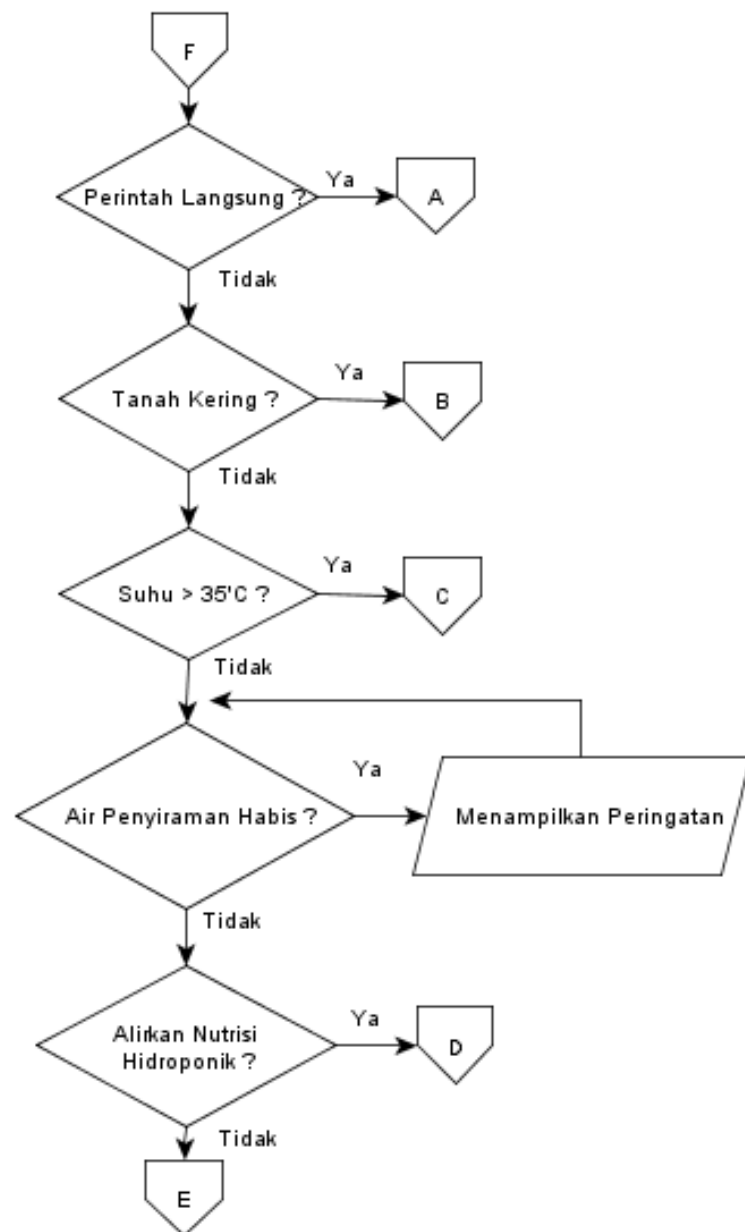 F
Perintah Langsung ?
Ya
A
Tidak
Tanah Kering ?
Ya
B
Tidak
Suhu > 35'C ?
Ya
C
Tidak
Air Penyiraman Habis ?
Ya
Menampilkan Peringatan
Tidak
Alirkan Nutrisi
Hidroponik ?
Ya
D
Tidak
E